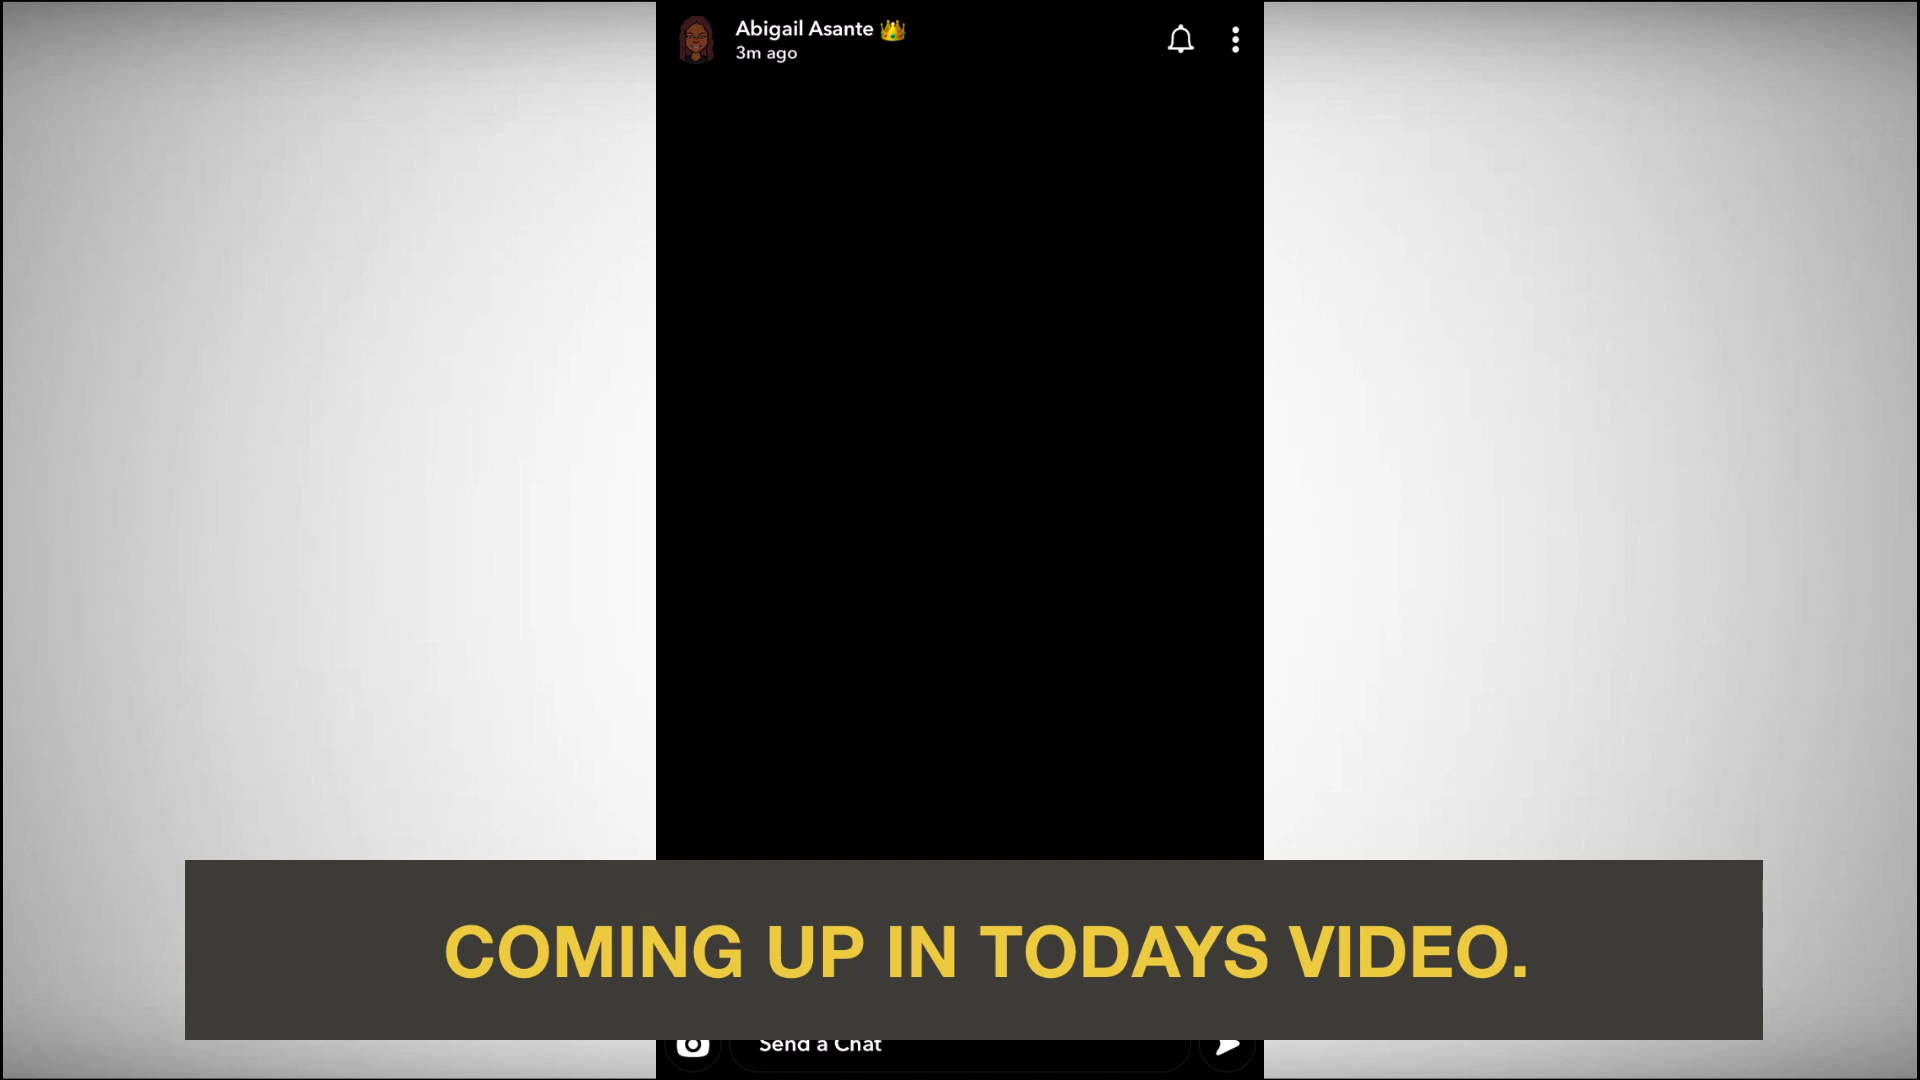 Abigail Asante 👑
3m ago
COMING UP IN TODAYS VIDEO.
Send a Chat